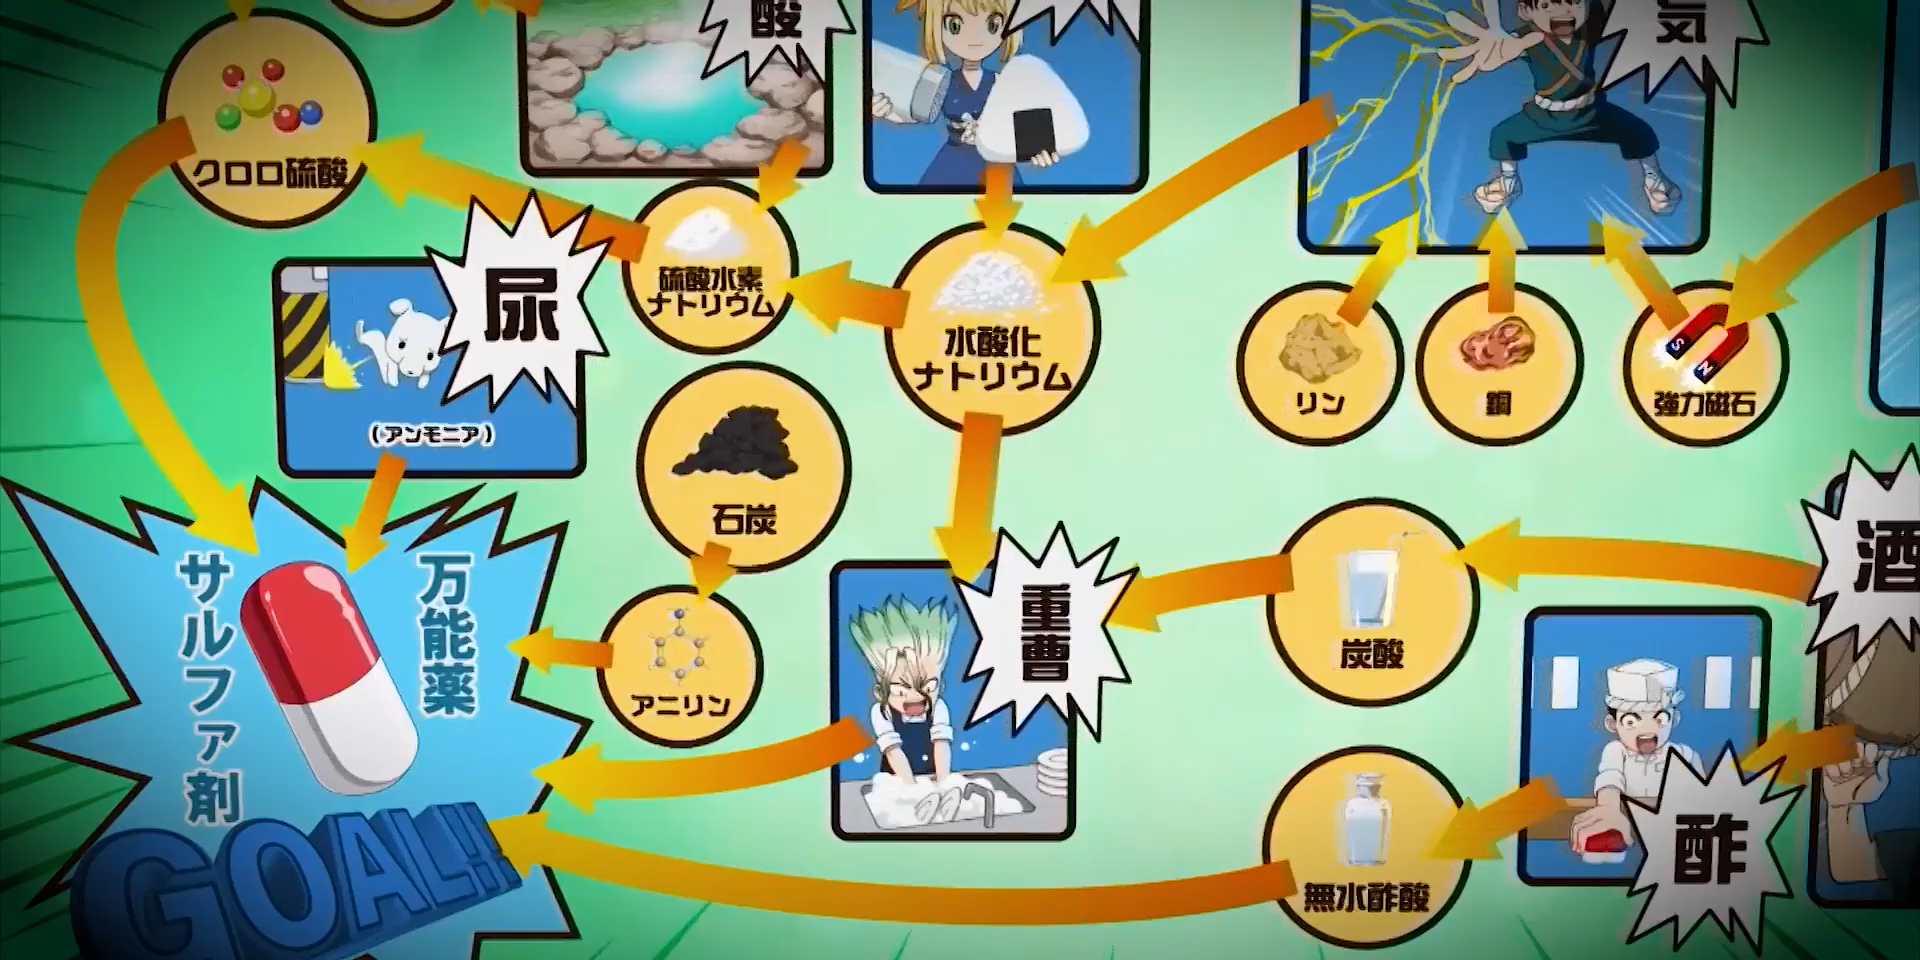 酸
気
クロロ硫酸
尿
硫酸水素
ナトリウム
水酸化
ナトリウム
リン
銅
強力磁石
S
N
(アンモニア)
石炭
酒
万能薬
サルファ剤
重曹
炭酸
アニリン
酢
無水酢酸
GOAL!!